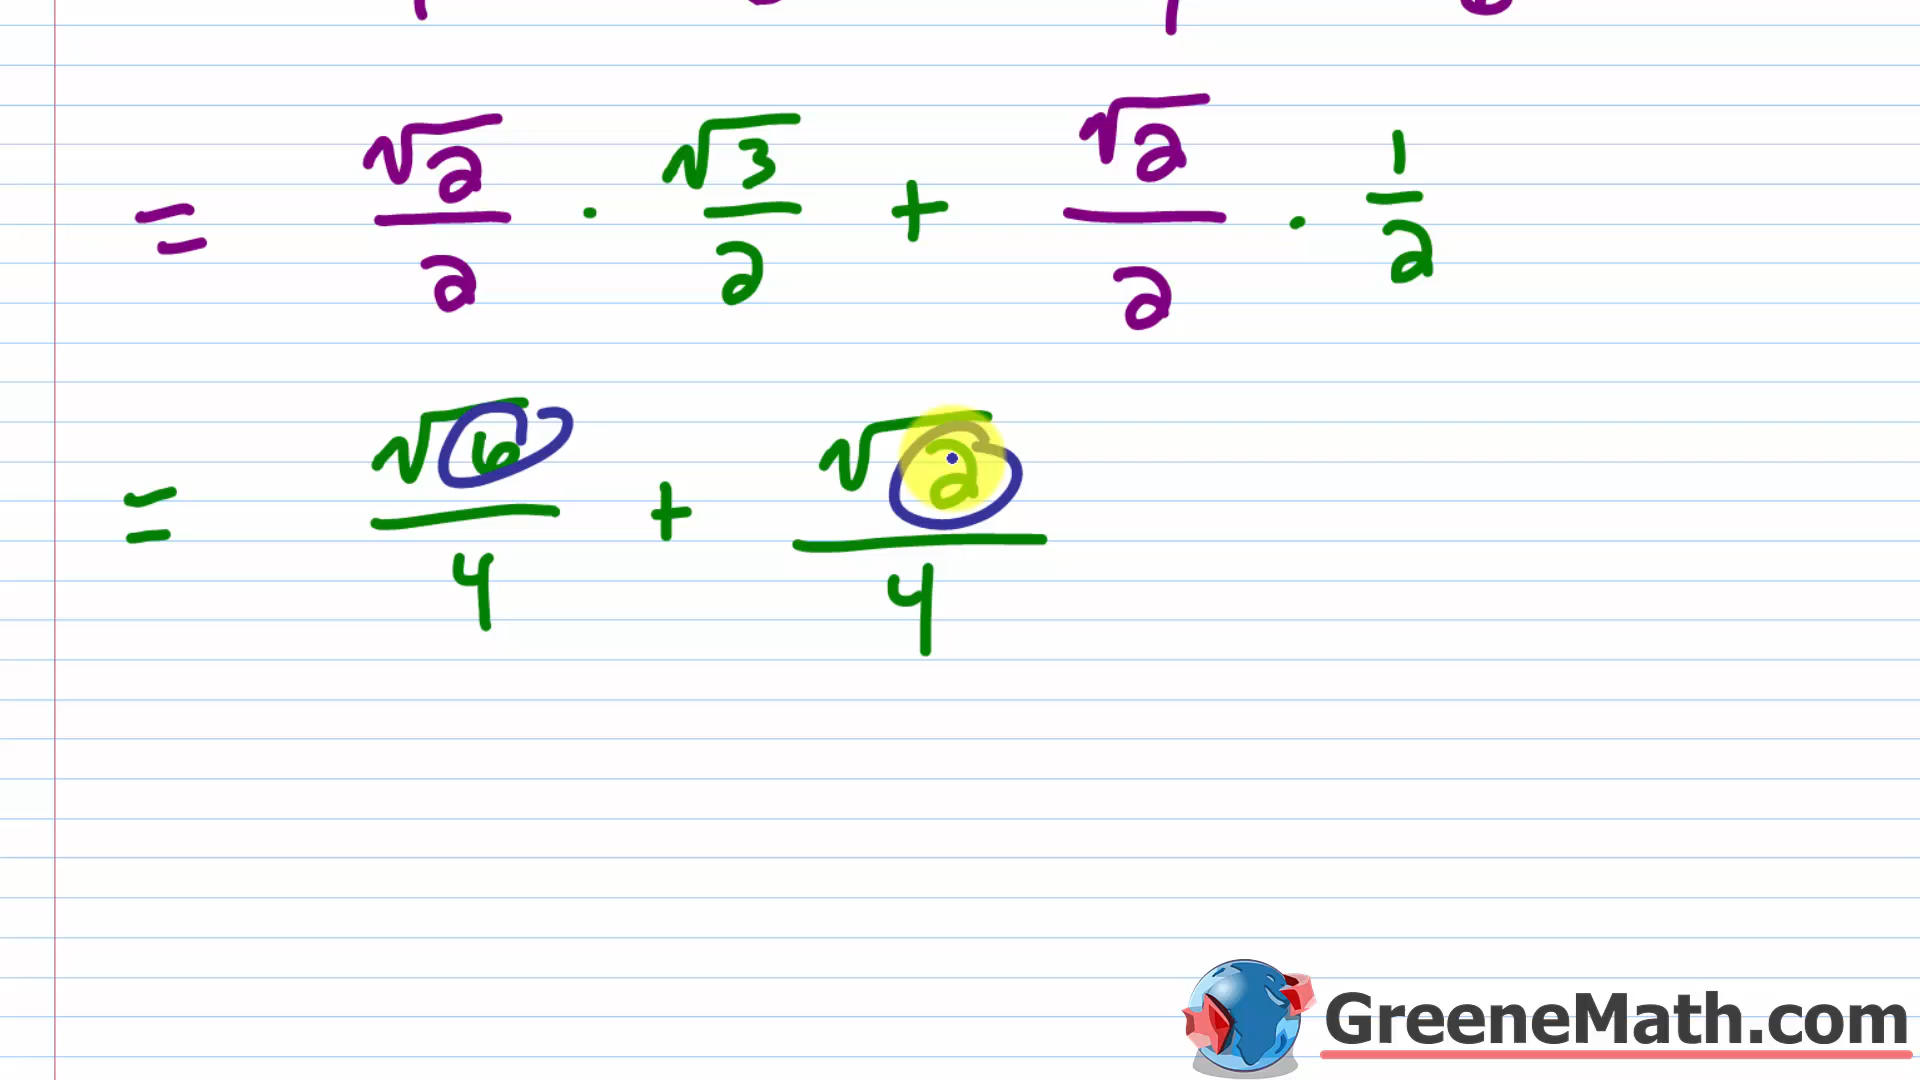 = √2/2 · √3/2 + √2/2 · 1/2
= √6/4 + √2/4
GreeneMath.com